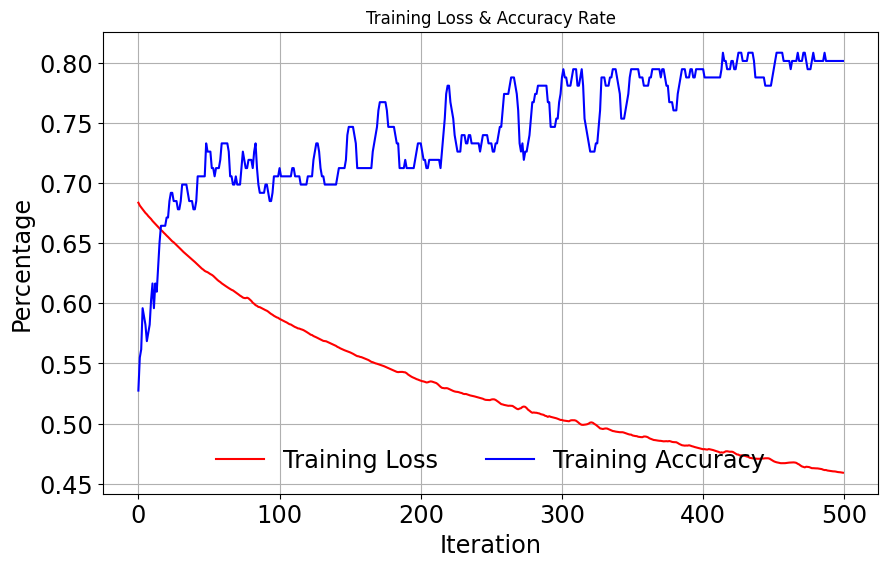 Training Loss & Accuracy Rate
Percentage
0.80
0.75
0.70
0.65
0.60
0.55
0.50
0.45
Training Loss Training Accuracy
0 100 200 300 400 500
Iteration